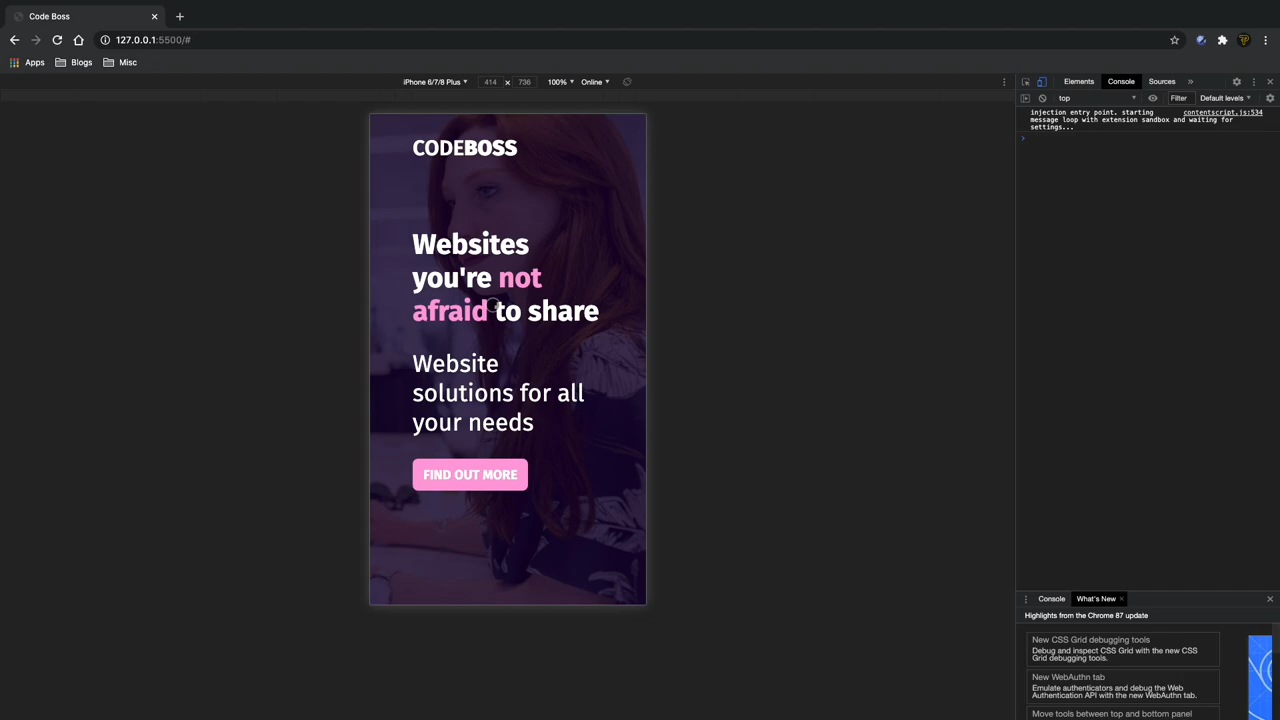 Code Boss
127.0.0.1:5500/#
Apps
Blogs
Misc
iPhone 6/7/8 Plus
414 × 736
100%
Online
Elements
Console
Sources
»
top
Filter
Default levels
injection entry point. starting
message loop with extension sandbox and waiting for
settings...
contentscript.js:534
CODEBOSS
Websites
you're not
afraid to share
Website
solutions for all
your needs
FIND OUT MORE
Console
What's New
Highlights from the Chrome 87 update
New CSS Grid debugging tools
Debug and inspect CSS Grid with the new CSS
Grid debugging tools.
New WebAuthn tab
Emulate authenticators and debug the Web
Authentication API with the new WebAuthn tab.
Move tools between top and bottom panel